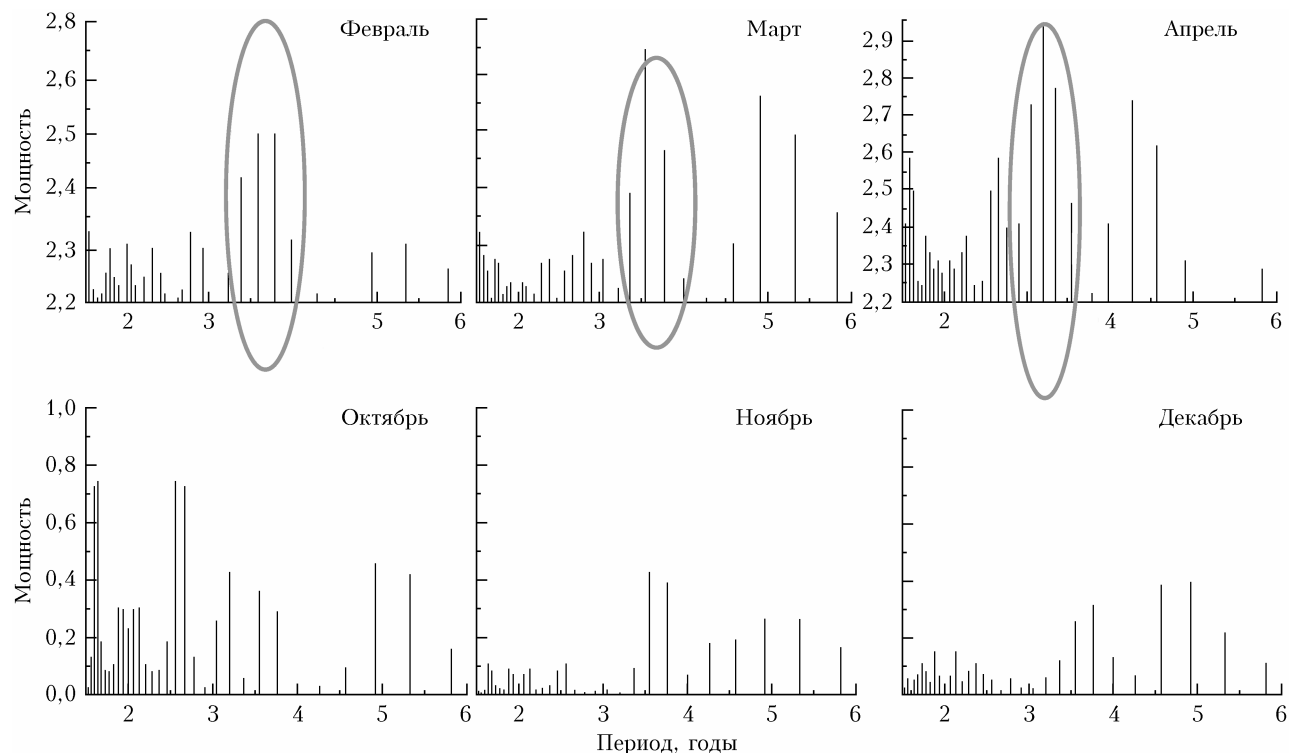 Февраль
Март
Апрель
Мощность
2,8
2,6
2,5
2,4
2,3
2,2
2,9
2,8
2,7
2,6
2,5
2,4
2,3
2,2
2 3 5 6
2 3 5 6
2 4 5 6
Октябрь
Ноябрь
Декабрь
Мощность
1,0
0,8
0,6
0,4
0,2
0,0
2 3 4 5 6
2 3 4 5 6
2 3 4 5 6
Период, годы